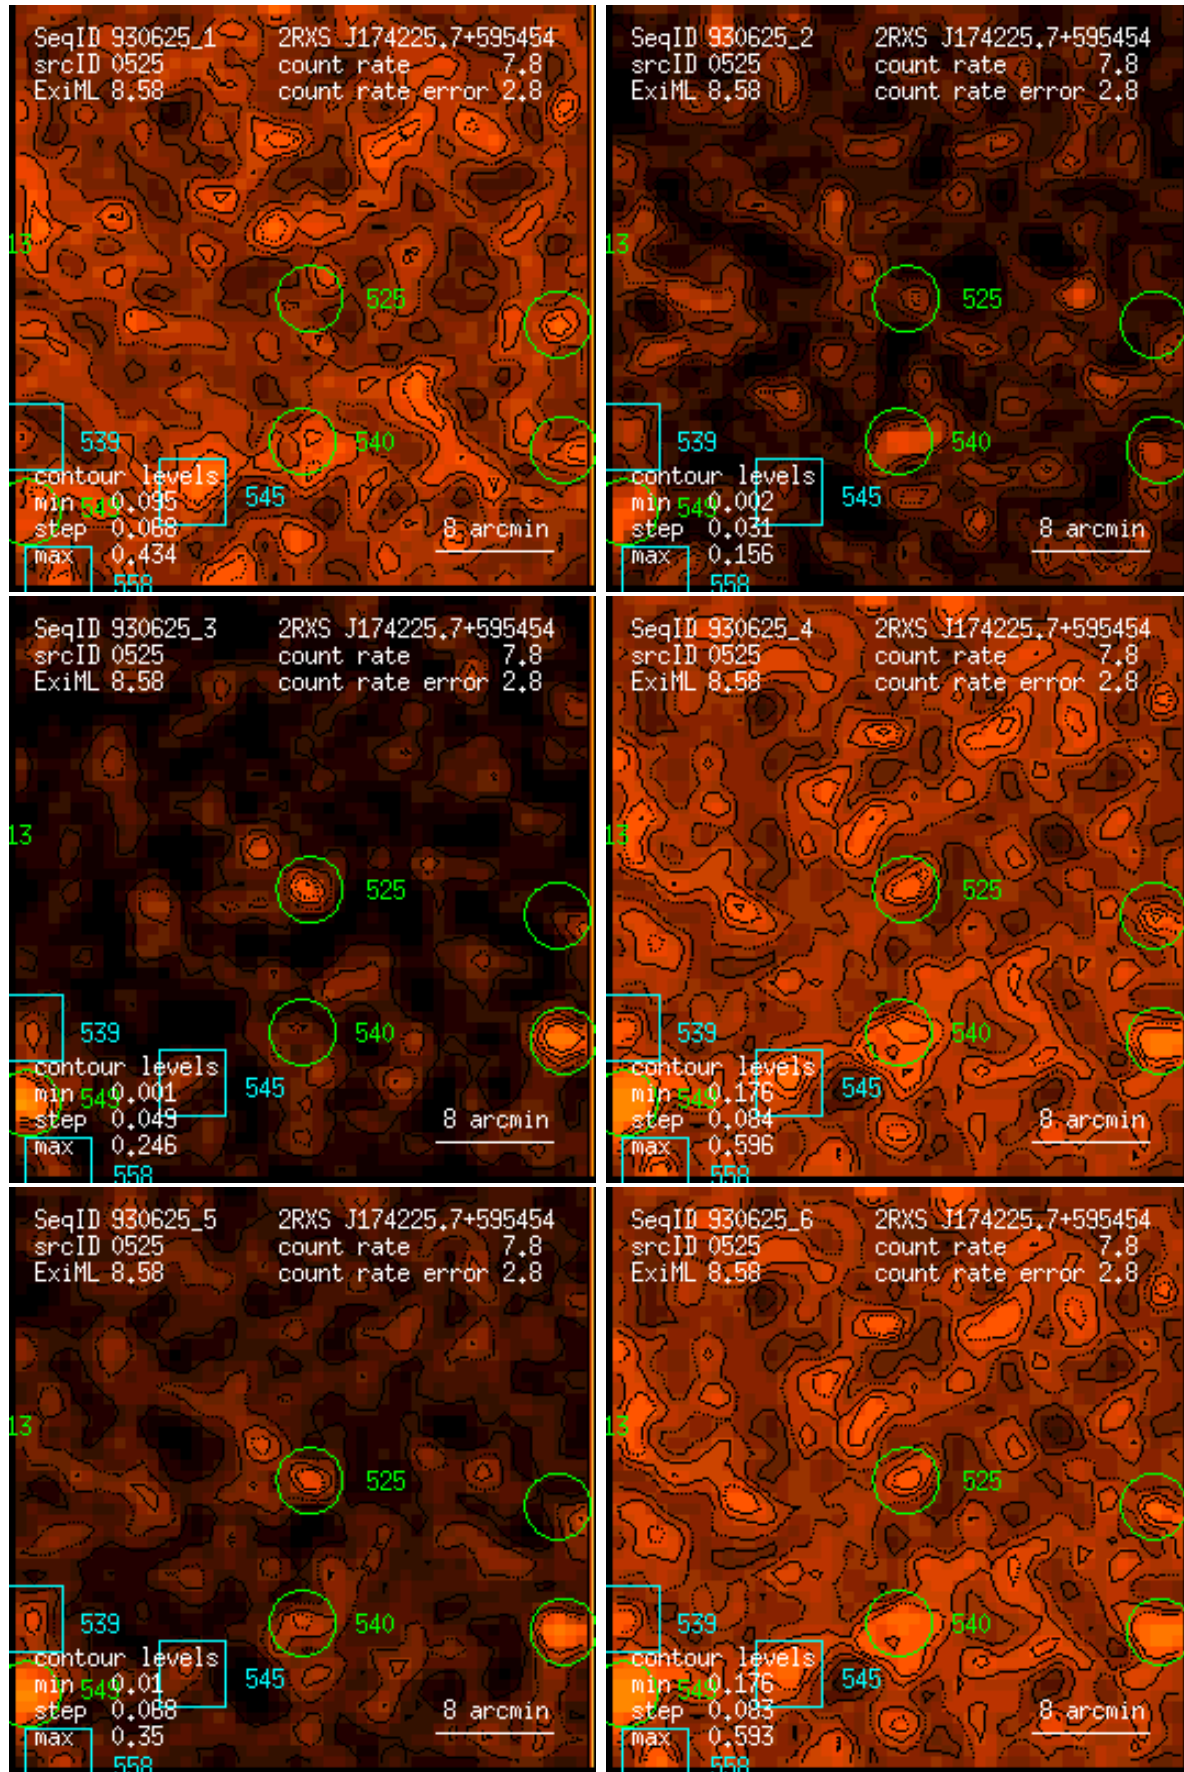 SeqID 930625_1 2RXS J174225.7+595454
srcID 0525 count rate 7.8
ExiML 8.58 count rate error 2.8
13
525
540
539
contour levels
545
min 0.095
549
step 0.068
8 arcmin
max 0.434
558
SeqID 930625_2 2RXS J174225.7+595454
srcID 0525 count rate 7.8
ExiML 8.58 count rate error 2.8
13
525
540
539
contour levels
545
min 0.002
549
step 0.031
8 arcmin
max 0.156
558
SeqID 930625_3 2RXS J174225.7+595454
srcID 0525 count rate 7.8
ExiML 8.58 count rate error 2.8
13
525
540
539
contour levels
545
min 0.001
549
step 0.049
8 arcmin
max 0.246
558
SeqID 930625_4 2RXS J174225.7+595454
srcID 0525 count rate 7.8
ExiML 8.58 count rate error 2.8
13
525
540
539
contour levels
545
min 0.176
549
step 0.084
8 arcmin
max 0.596
558
SeqID 930625_5 2RXS J174225.7+595454
srcID 0525 count rate 7.8
ExiML 8.58 count rate error 2.8
13
525
540
539
contour levels
545
min 0.01
549
step 0.068
8 arcmin
max 0.35
558
SeqID 930625_6 2RXS J174225.7+595454
srcID 0525 count rate 7.8
ExiML 8.58 count rate error 2.8
13
525
540
539
contour levels
545
min 0.176
549
step 0.083
8 arcmin
max 0.593
558